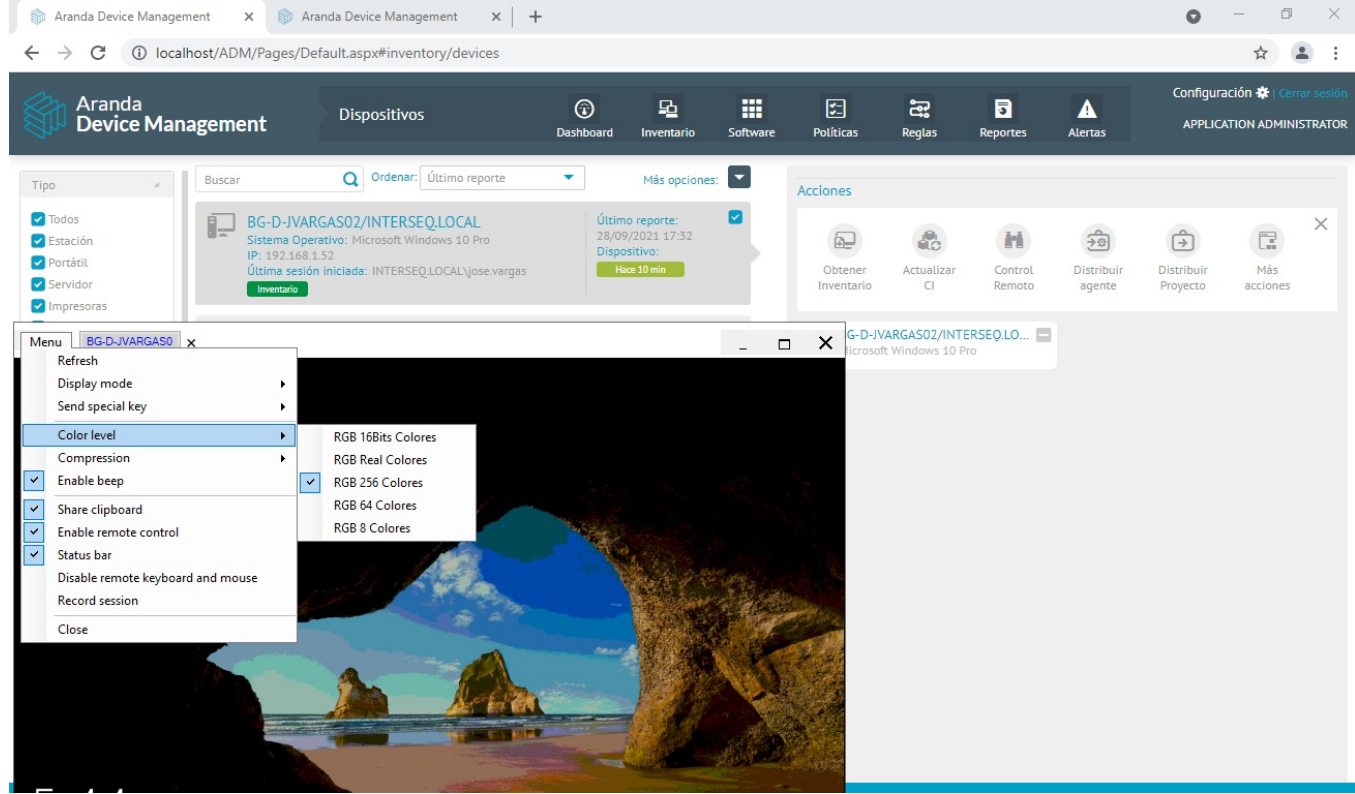 Aranda Device Management
Aranda Device Management
localhost/ADM/Pages/Default.aspx#inventory/devices
Aranda
Device Management
Dispositivos
Dashboard
Inventario
Software
Políticas
Reglas
Reportes
Alertas
Configuración | Cerrar sesión
APPLICATION ADMINISTRATOR
Tipo
Todos
Estación
Portátil
Servidor
Impresoras
Buscar
Ordenar: Último reporte
Más opciones:
BG-D-JVARGAS02/INTERSEQ.LOCAL
Sistema Operativo: Microsoft Windows 10 Pro
IP: 192.168.1.52
Última sesión iniciada: INTERSEQ.LOCAL\jose.vargas
Inventario
Último reporte:
28/09/2021 17:32
Dispositivo:
Hace 10 min
Acciones
Obtener
Inventario
Actualizar
CI
Control
Remoto
Distribuir
agente
Distribuir
Proyecto
Más
acciones
G-D-JVARGAS02/INTERSEQ.LO...
icrosoft Windows 10 Pro
Menu
BG-D-JVARGAS0
Refresh
Display mode
Send special key
Color level
Compression
Enable beep
Share clipboard
Enable remote control
Status bar
Disable remote keyboard and mouse
Record session
Close
RGB 16Bits Colores
RGB Real Colores
RGB 256 Colores
RGB 64 Colores
RGB 8 Colores